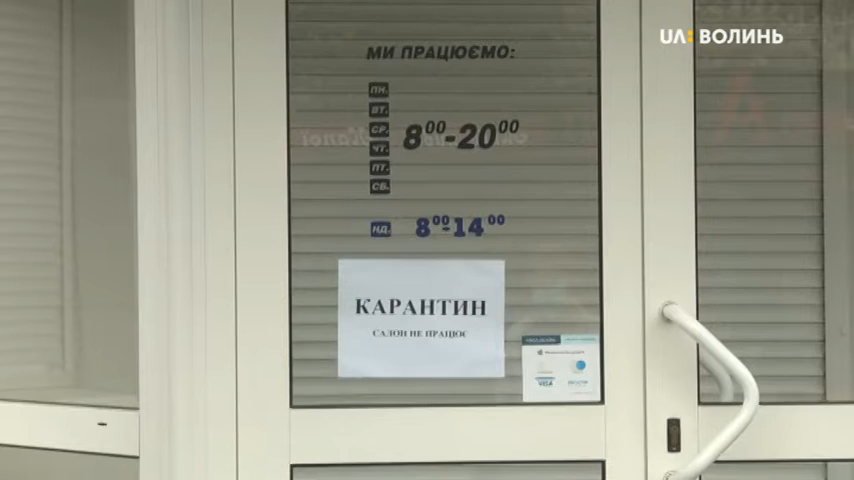 UA: ВОЛИНЬ
МИ ПРАЦЮЄМО:
ПН.
ВТ.
СР.
ЧТ.
ПТ.
СБ.
8⁰⁰-20⁰⁰
НД. 8⁰⁰-14⁰⁰
КАРАНТИН
САЛОН НЕ ПРАЦЮЄ
VISA